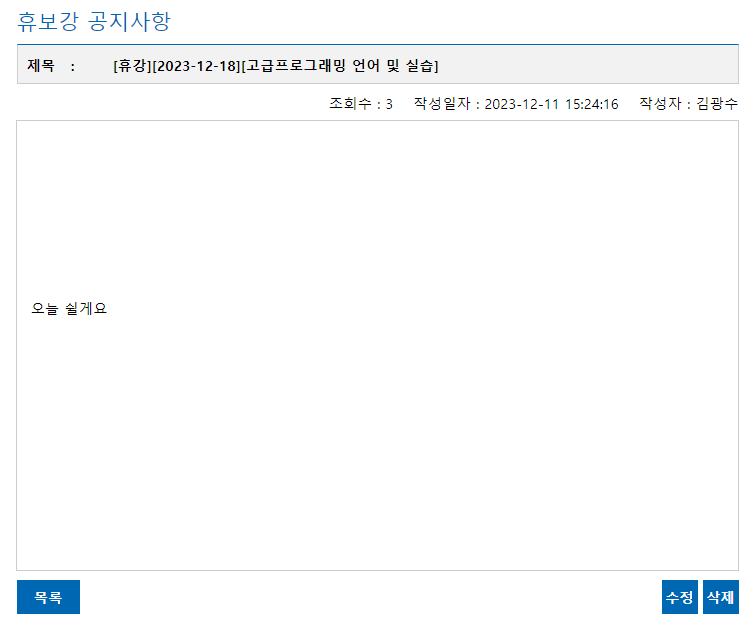 휴보강 공지사항
제목 : [휴강][2023-12-18][고급프로그래밍 언어 및 실습]
조회수 : 3 작성일자 : 2023-12-11 15:24:16 작성자 : 김광수
오늘 쉴게요
목록 수정 삭제